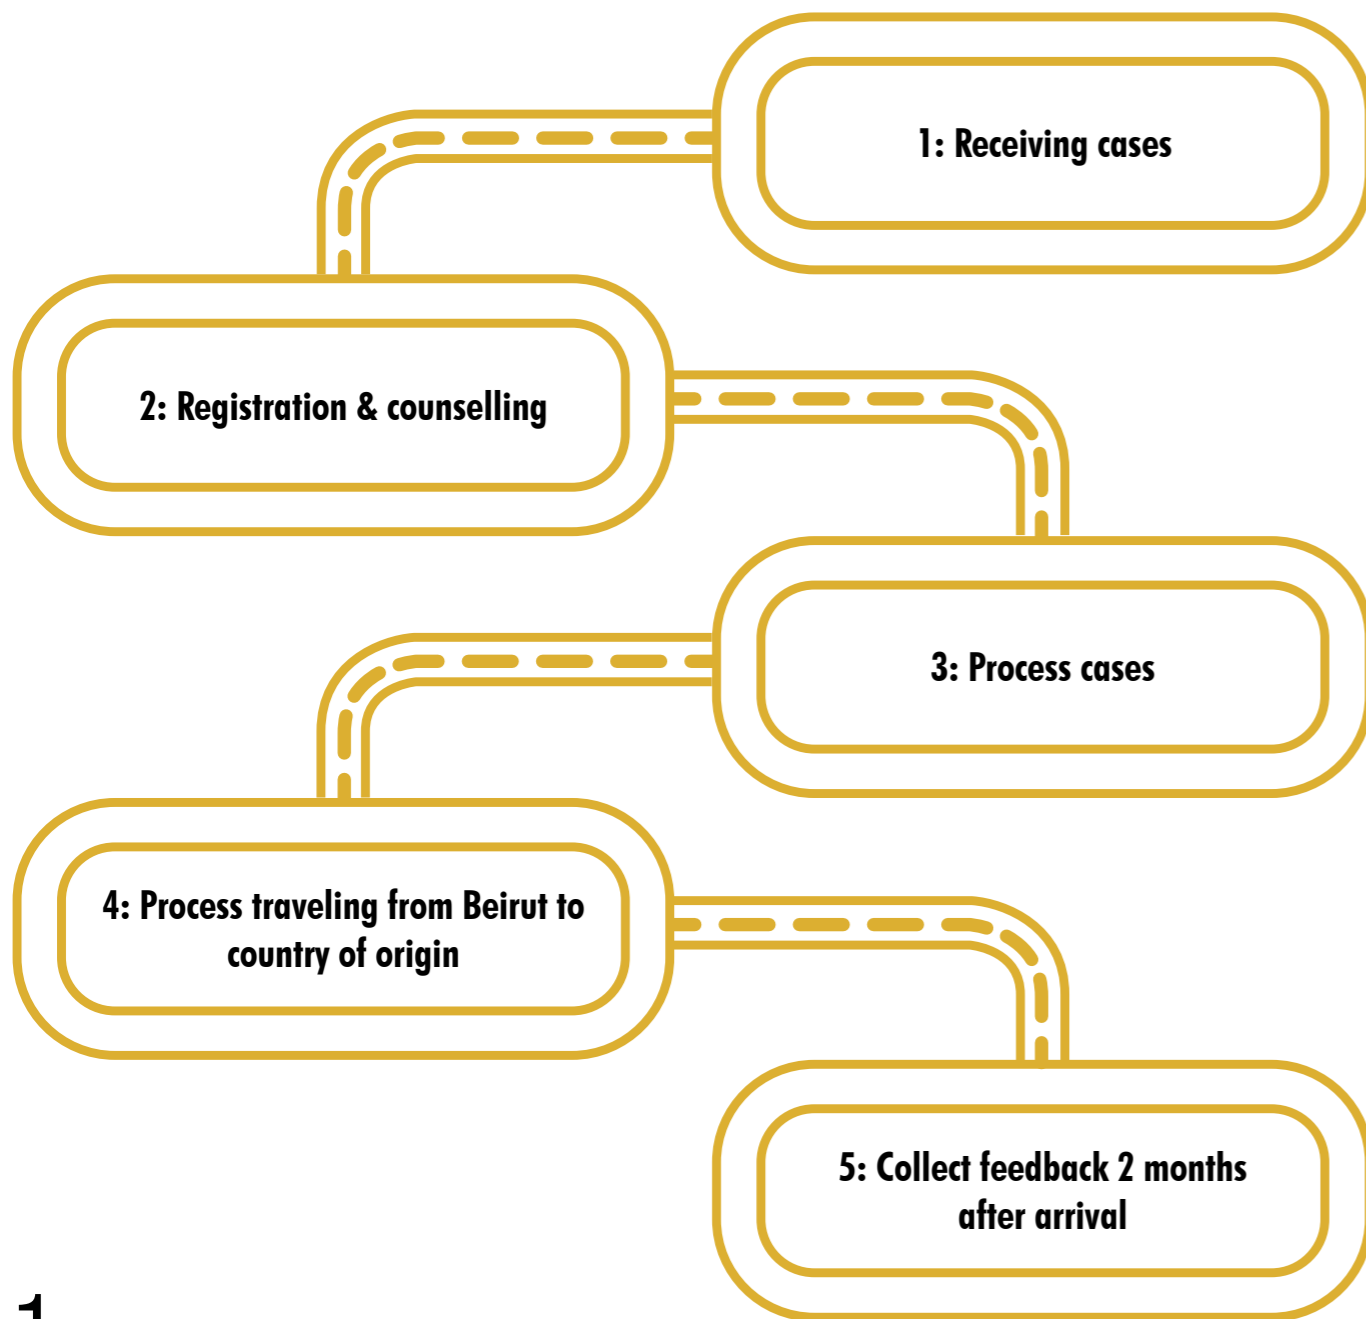 1: Receiving cases
2: Registration & counselling
3: Process cases
4: Process traveling from Beirut to
country of origin
5: Collect feedback 2 months
after arrival
1